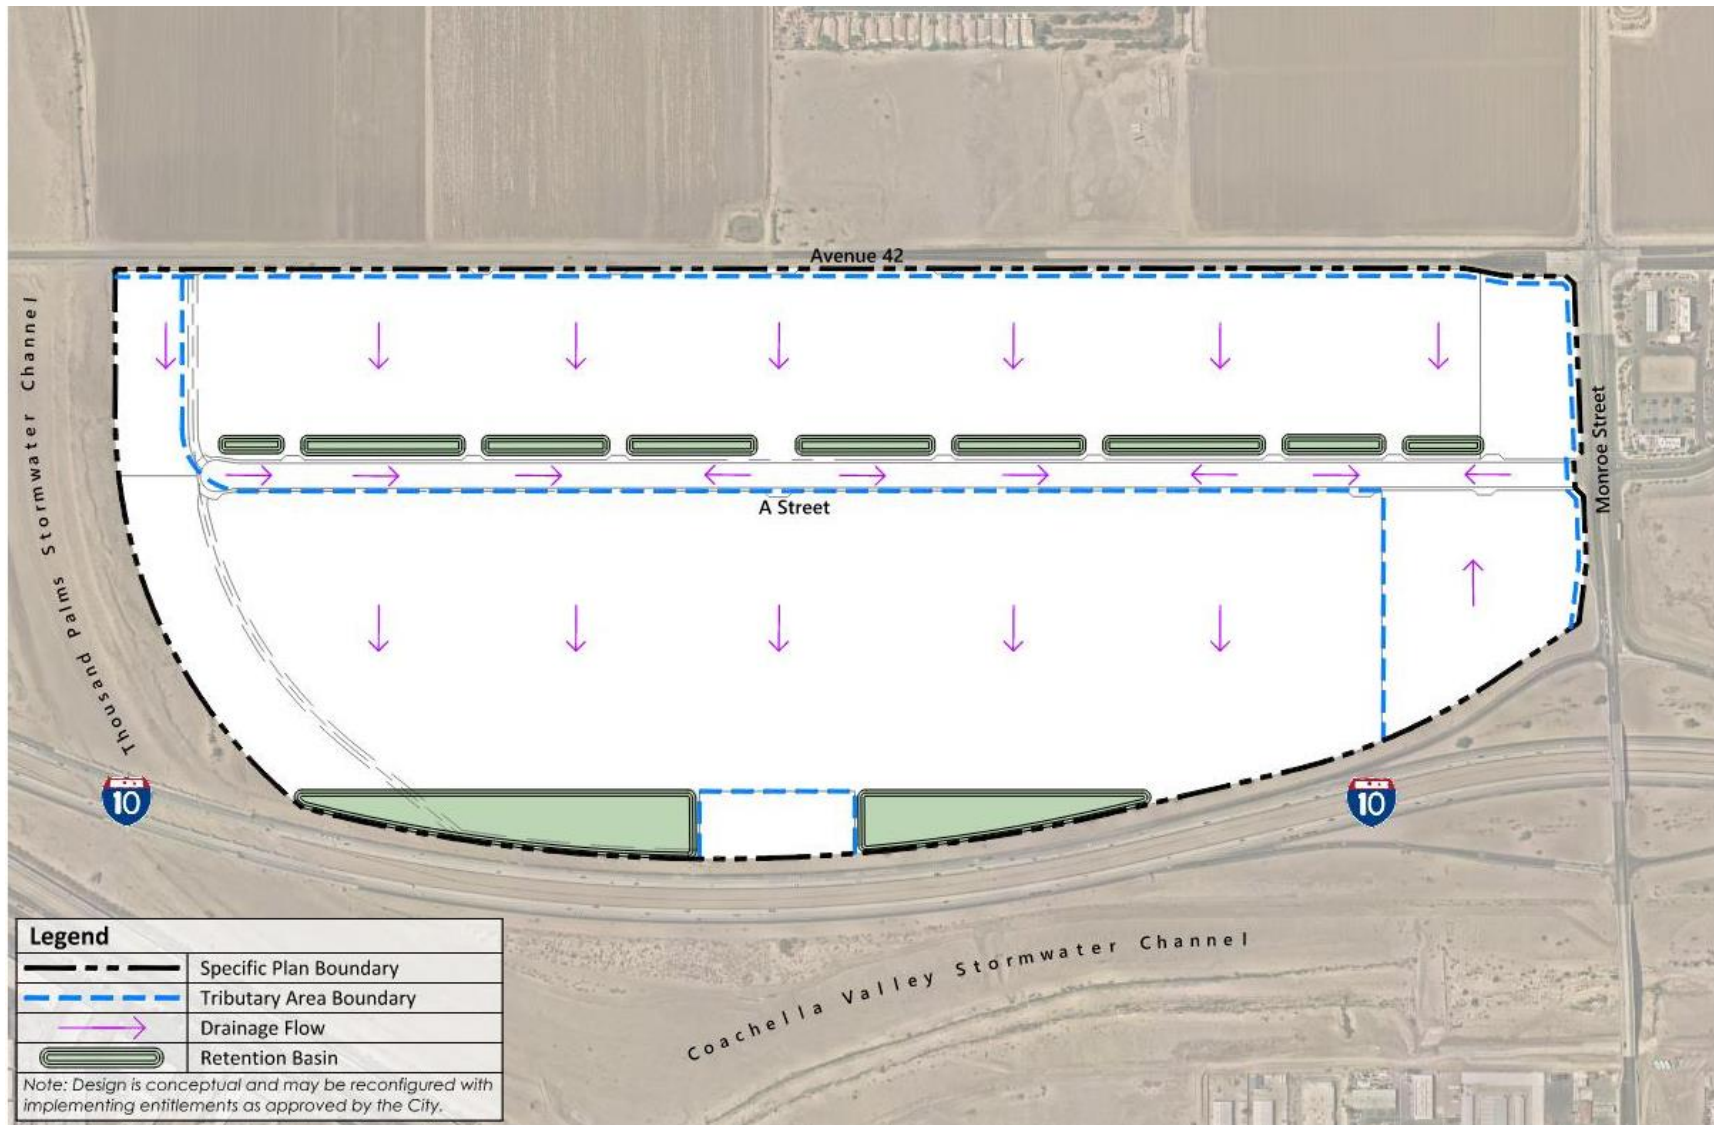 Avenue 42
Thousand Palms Stormwater Channel
Monroe Street
A Street
10
10
Coachella Valley Stormwater Channel
Legend
Specific Plan Boundary
Tributary Area Boundary
Drainage Flow
Retention Basin
Note: Design is conceptual and may be reconfigured with
implementing entitlements as approved by the City.